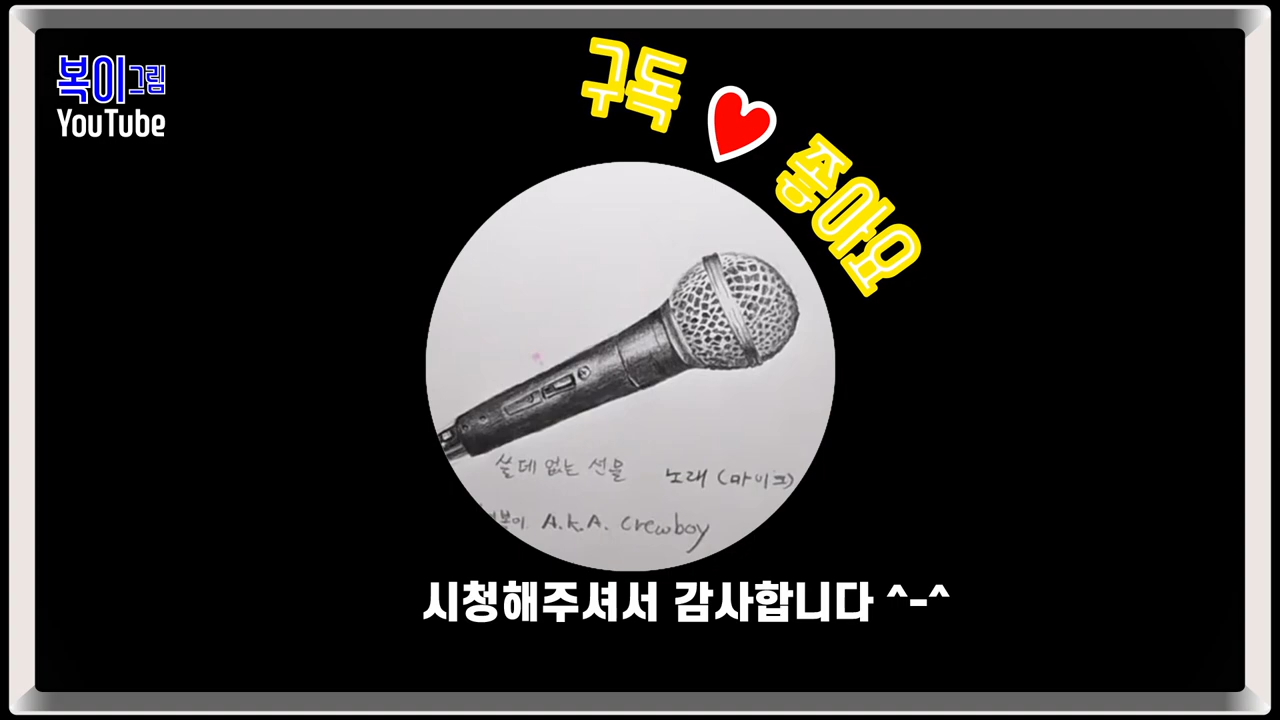 복이그림
YouTube
구독
좋아요
쓸데 없는 선물 노래 (마이크)
A.K.A. crewboy
시청해주셔서 감사합니다 ^-^